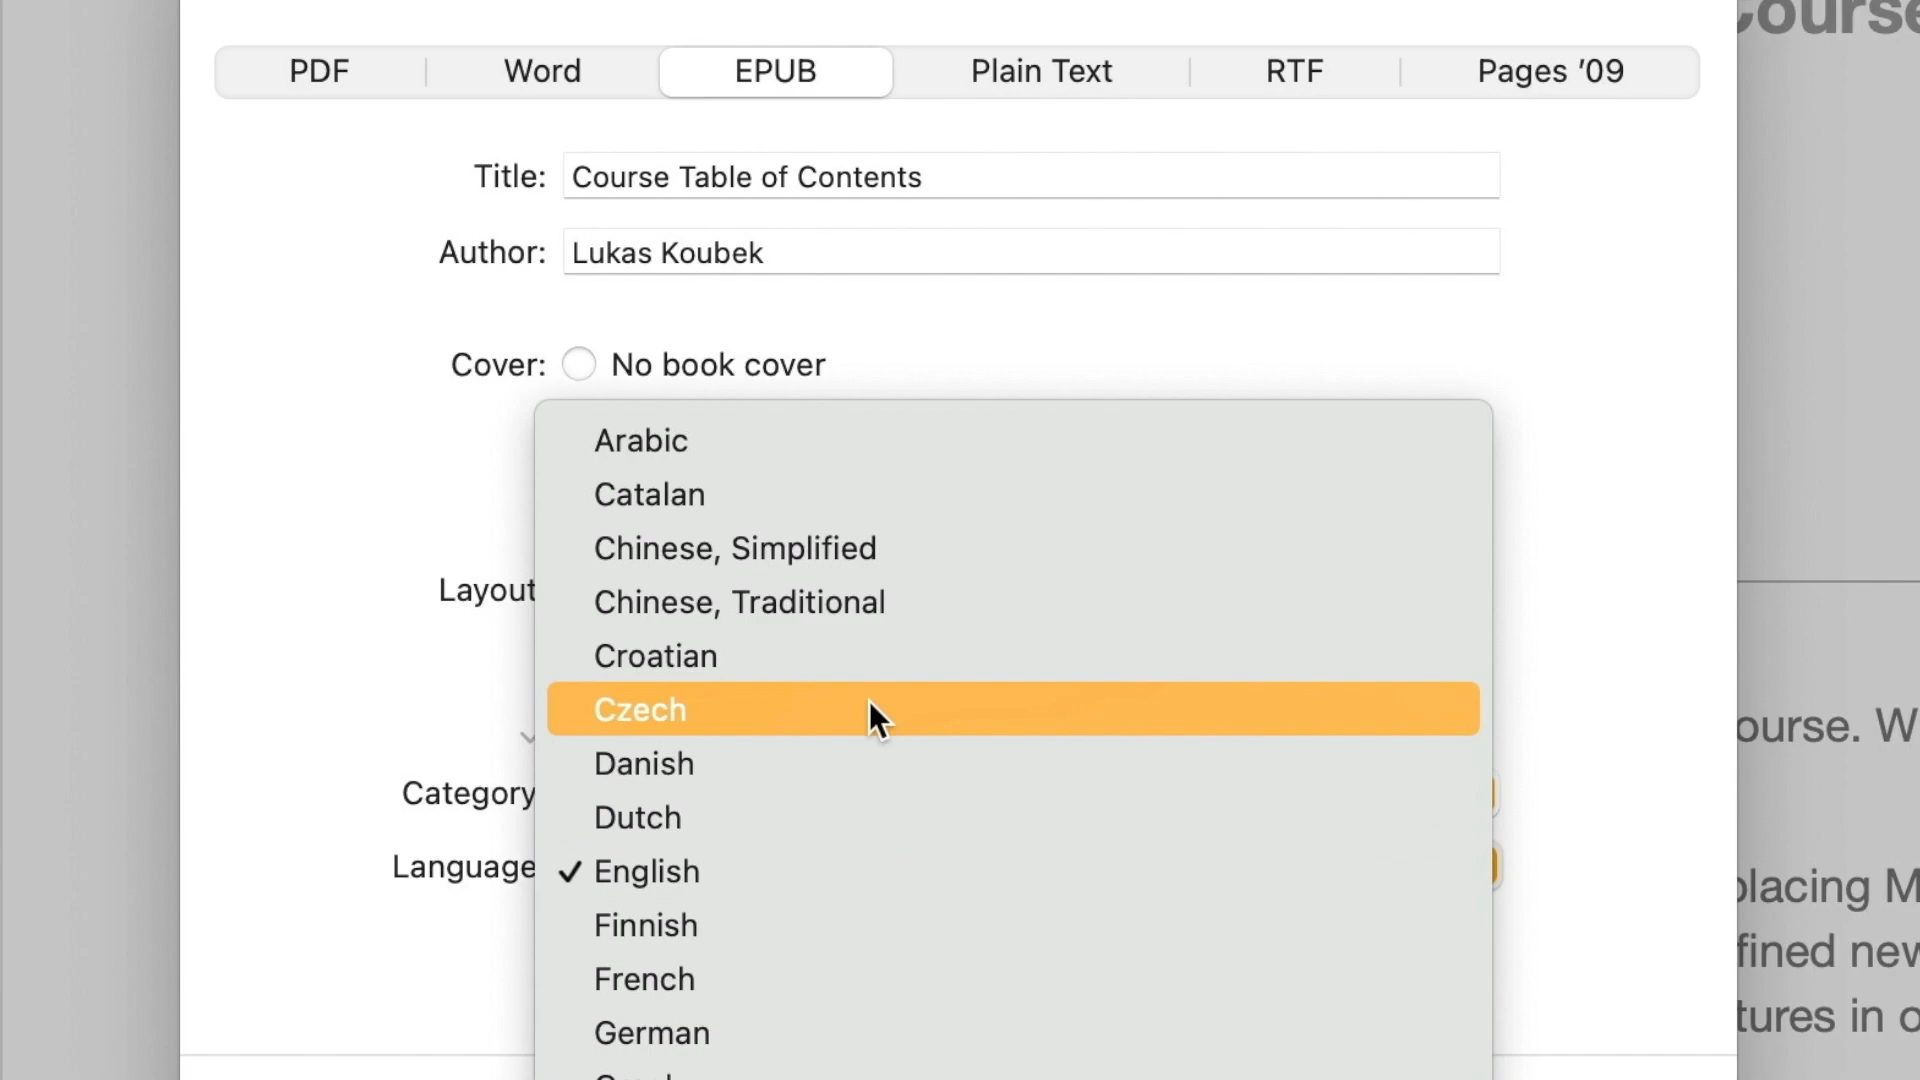 Course
PDF Word EPUB Plain Text RTF Pages '09
Title: Course Table of Contents
Author: Lukas Koubek
Cover: No book cover
Arabic
Catalan
Chinese, Simplified
Layout
Chinese, Traditional
Croatian
Czech
ourse. W
Danish
Category
Dutch
Language
✓ English
placing M
Finnish
fined new
French
tures in o
German